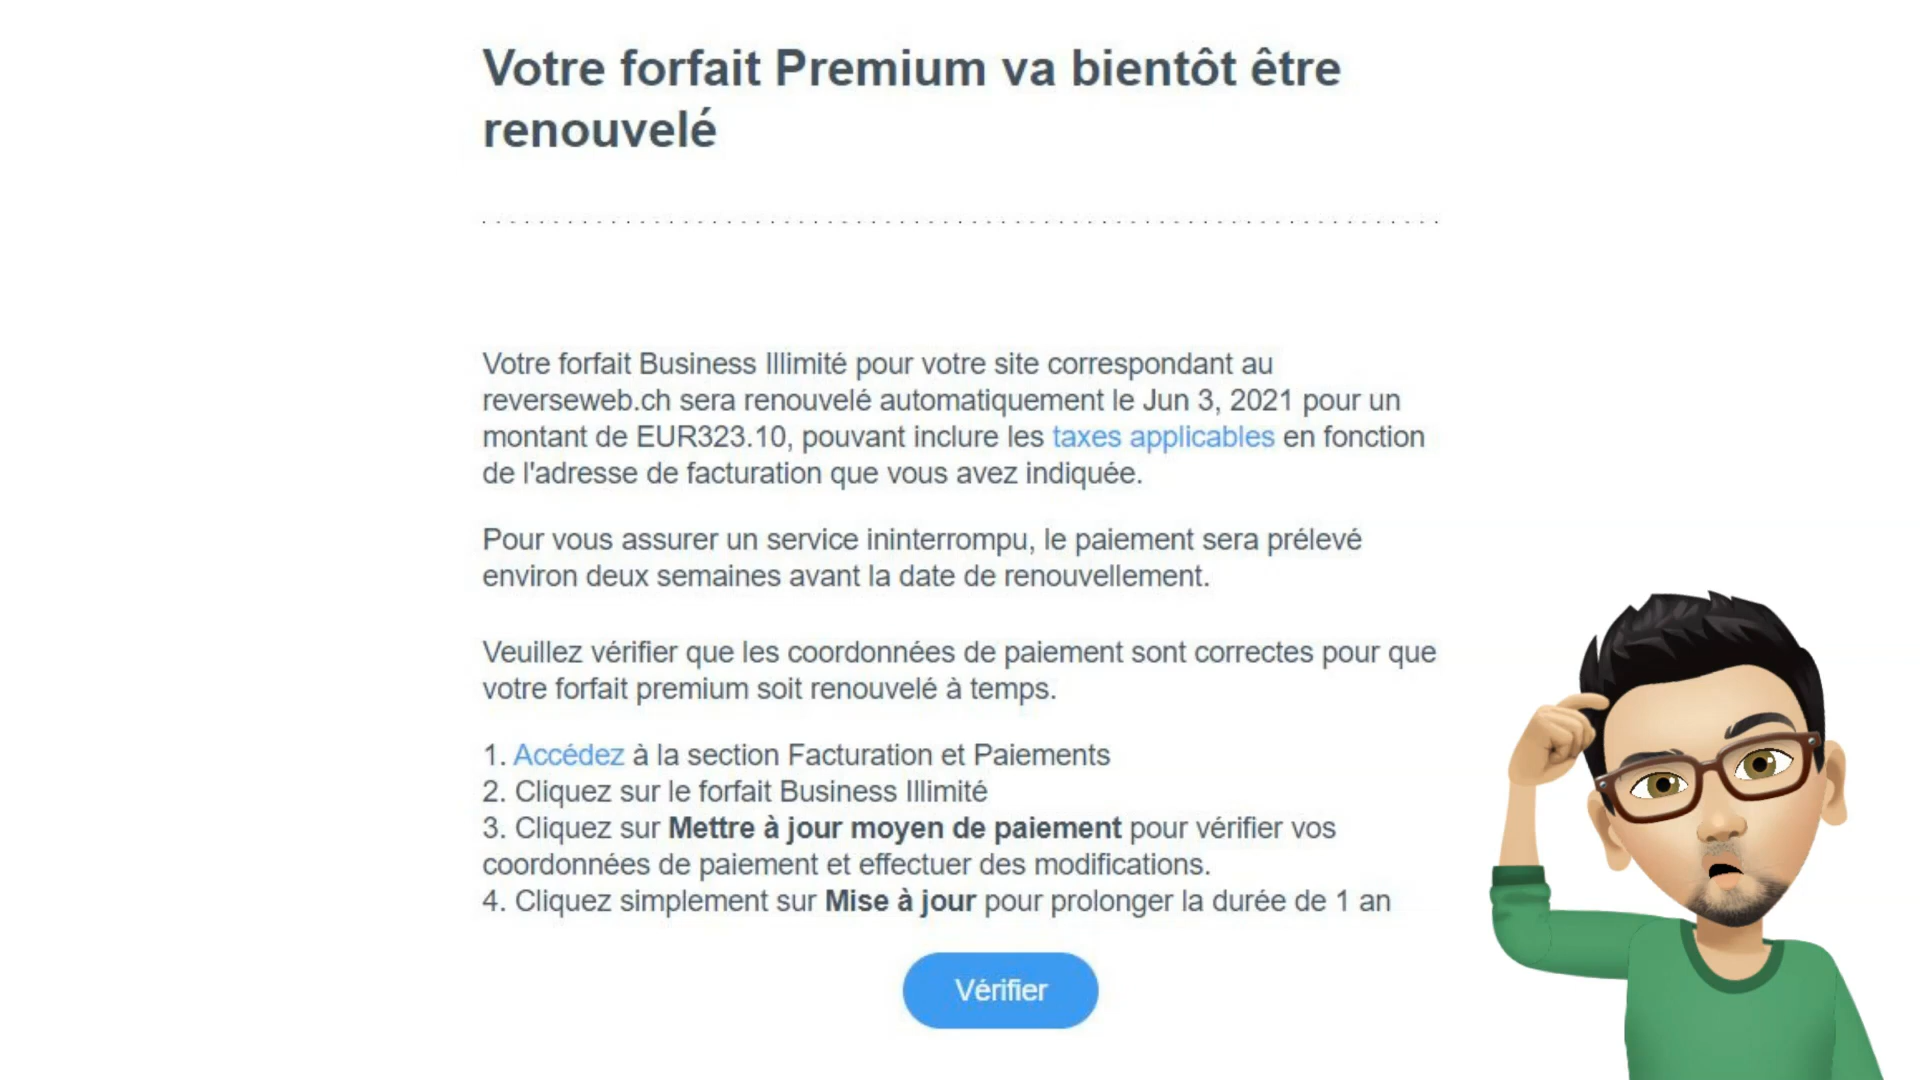 Votre forfait Premium va bientôt être
renouvelé
Votre forfait Business Illimité pour votre site correspondant au
reverseweb.ch sera renouvelé automatiquement le Jun 3, 2021 pour un
montant de EUR323.10, pouvant inclure les taxes applicables en fonction
de l'adresse de facturation que vous avez indiquée.
Pour vous assurer un service ininterrompu, le paiement sera prélevé
environ deux semaines avant la date de renouvellement.
Veuillez vérifier que les coordonnées de paiement sont correctes pour que
votre forfait premium soit renouvelé à temps.
1. Accédez à la section Facturation et Paiements
2. Cliquez sur le forfait Business Illimité
3. Cliquez sur Mettre à jour moyen de paiement pour vérifier vos
coordonnées de paiement et effectuer des modifications.
4. Cliquez simplement sur Mise à jour pour prolonger la durée de 1 an
Vérifier